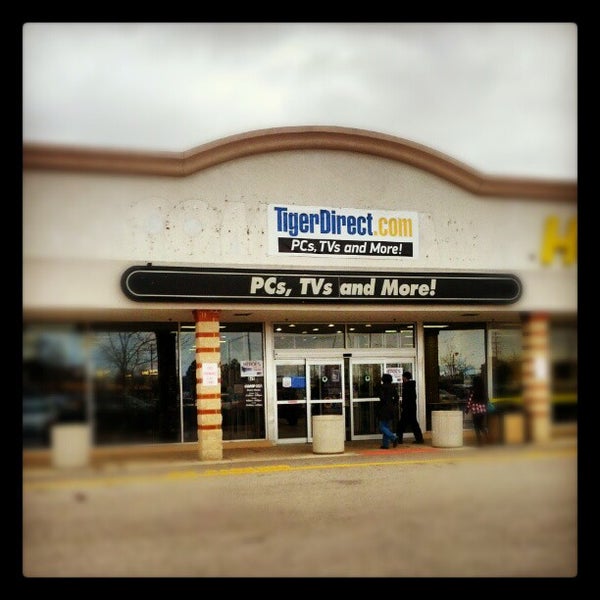 TigerDirect.com
PCs, TVs and More!
PCs, TVs and More!
H